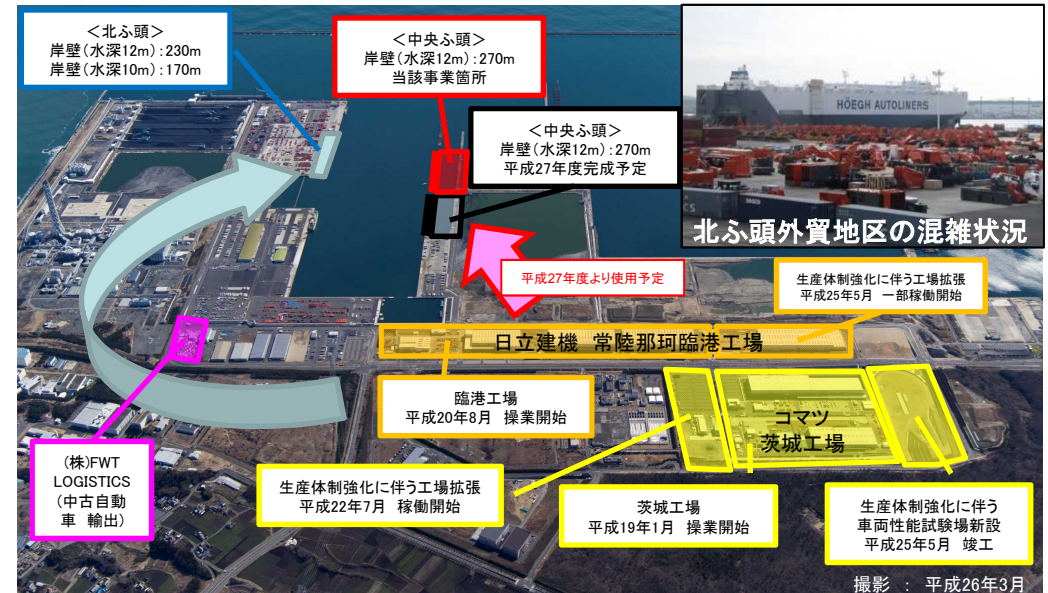 <北ふ頭>
岸壁(水深12m):230m
岸壁(水深10m):170m
<中央ふ頭>
岸壁(水深12m):270m
当該事業箇所
<中央ふ頭>
岸壁(水深12m):270m
平成27年度完成予定
HÖEGH AUTOLINERS
北ふ頭外貿地区の混雑状況
平成27年度より使用予定
生産体制強化に伴う工場拡張
平成25年5月 一部稼働開始
日立建機 常陸那珂臨港工場
臨港工場
平成20年8月 操業開始
コマツ
茨城工場
(株)FWT
LOGISTICS
(中古自動
車 輸出)
生産体制強化に伴う工場拡張
平成22年7月 稼働開始
茨城工場
平成19年1月 操業開始
生産体制強化に伴う
車両性能試験場新設
平成25年5月 竣工
撮影 : 平成26年3月